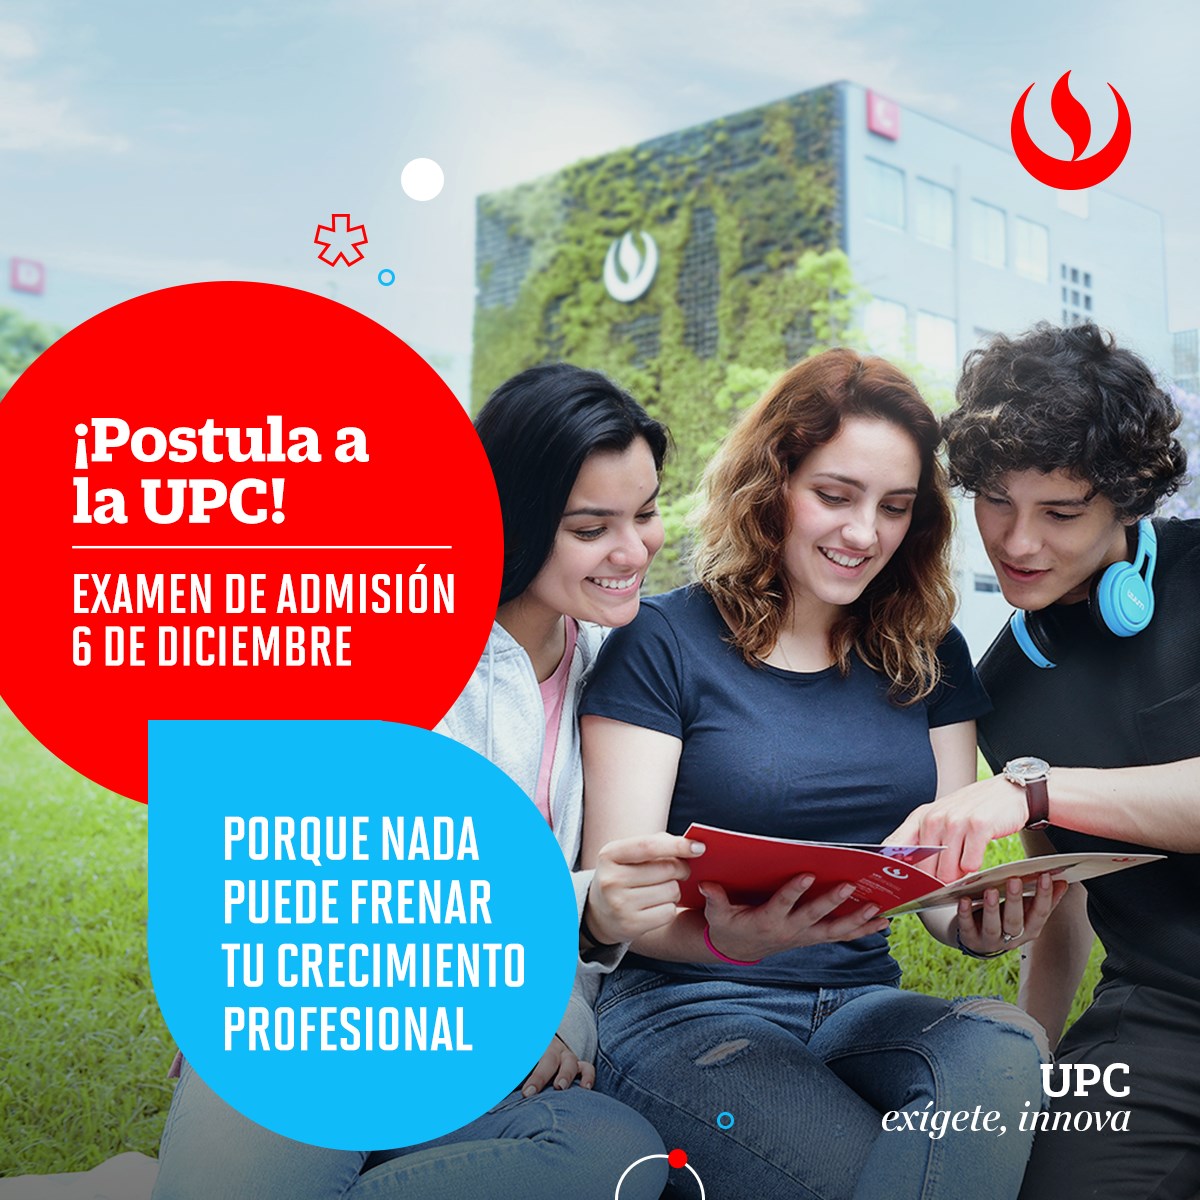 ¡Postula a
la UPC!
EXAMEN DE ADMISIÓN
6 DE DICIEMBRE
PORQUE NADA
PUEDE FRENAR
TU CRECIMIENTO
PROFESIONAL
UPC
exígete, innova